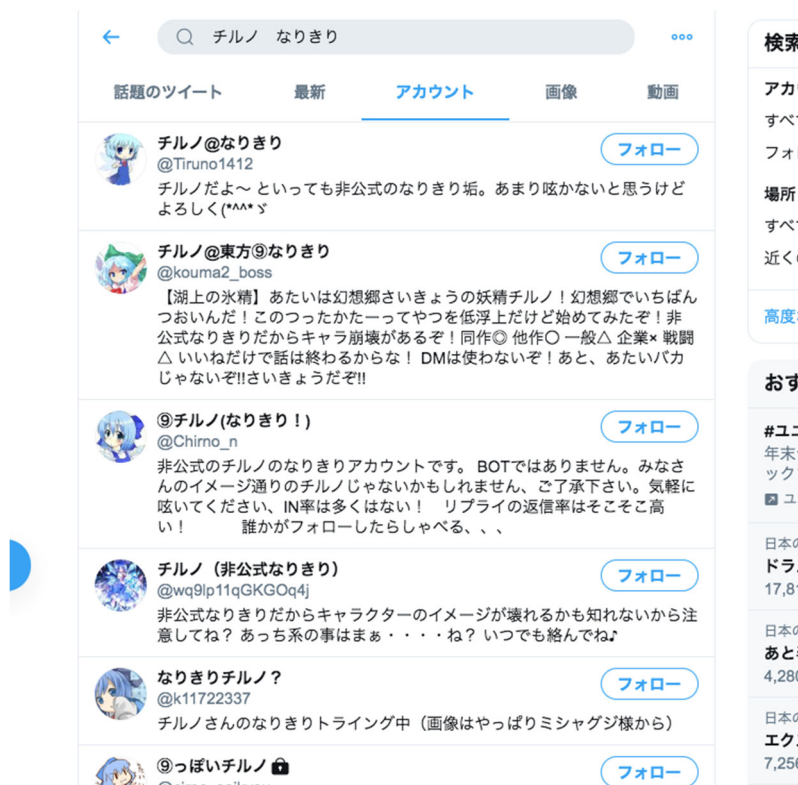 チルノ　なりきり
話題のツイート　最新　アカウント　画像　動画
チルノ@なりきり
フォロー
@Tiruno1412
チルノだよ〜 といっても非公式のなりきり垢。あまり呟かないと思うけど
よろしく(*^^*ゞ
チルノ@東方⑨なりきり
フォロー
@kouma2_boss
【湖上の氷精】あたいは幻想郷さいきょうの妖精チルノ！幻想郷でいちばん
つおいんだ！このつったかたーってやつを低浮上だけど始めてみたぞ！非
公式なりきりだからキャラ崩壊があるぞ！同作◎ 他作〇 一般△ 企業× 戦闘
△ いいねだけで話は終わるからな！ DMは使わないぞ！あと、あたいバカ
じゃないぞ!!さいきょうだぞ!!
⑨チルノ(なりきり！)
フォロー
@Chirno_n
非公式のチルノのなりきりアカウントです。 BOTではありません。みなさ
んのイメージ通りのチルノじゃないかもしれません、ご了承下さい。気軽に
呟いてください、IN率は多くはない！　リプライの返信率はそこそこ高
い！　　　誰かがフォローしたらしゃべる、、、
チルノ（非公式なりきり）
フォロー
@wq9lp11qGKGOq4j
非公式なりきりだからキャラクターのイメージが壊れるかも知れないから注
意してね？ あっち系の事はまぁ・・・・ね？ いつでも絡んでね♪
なりきりチルノ？
フォロー
@k11722337
チルノさんのなりきりトライング中（画像はやっぱりミシャグジ様から）
⑨っぽいチルノ
フォロー
検索
アカ
すべ
フォ
場所
すべ
近く
高度
おす
#ユニ
年末
ック
ユ
日本の
ドラ
17,8
日本の
あと
4,280
日本の
エク
7,256